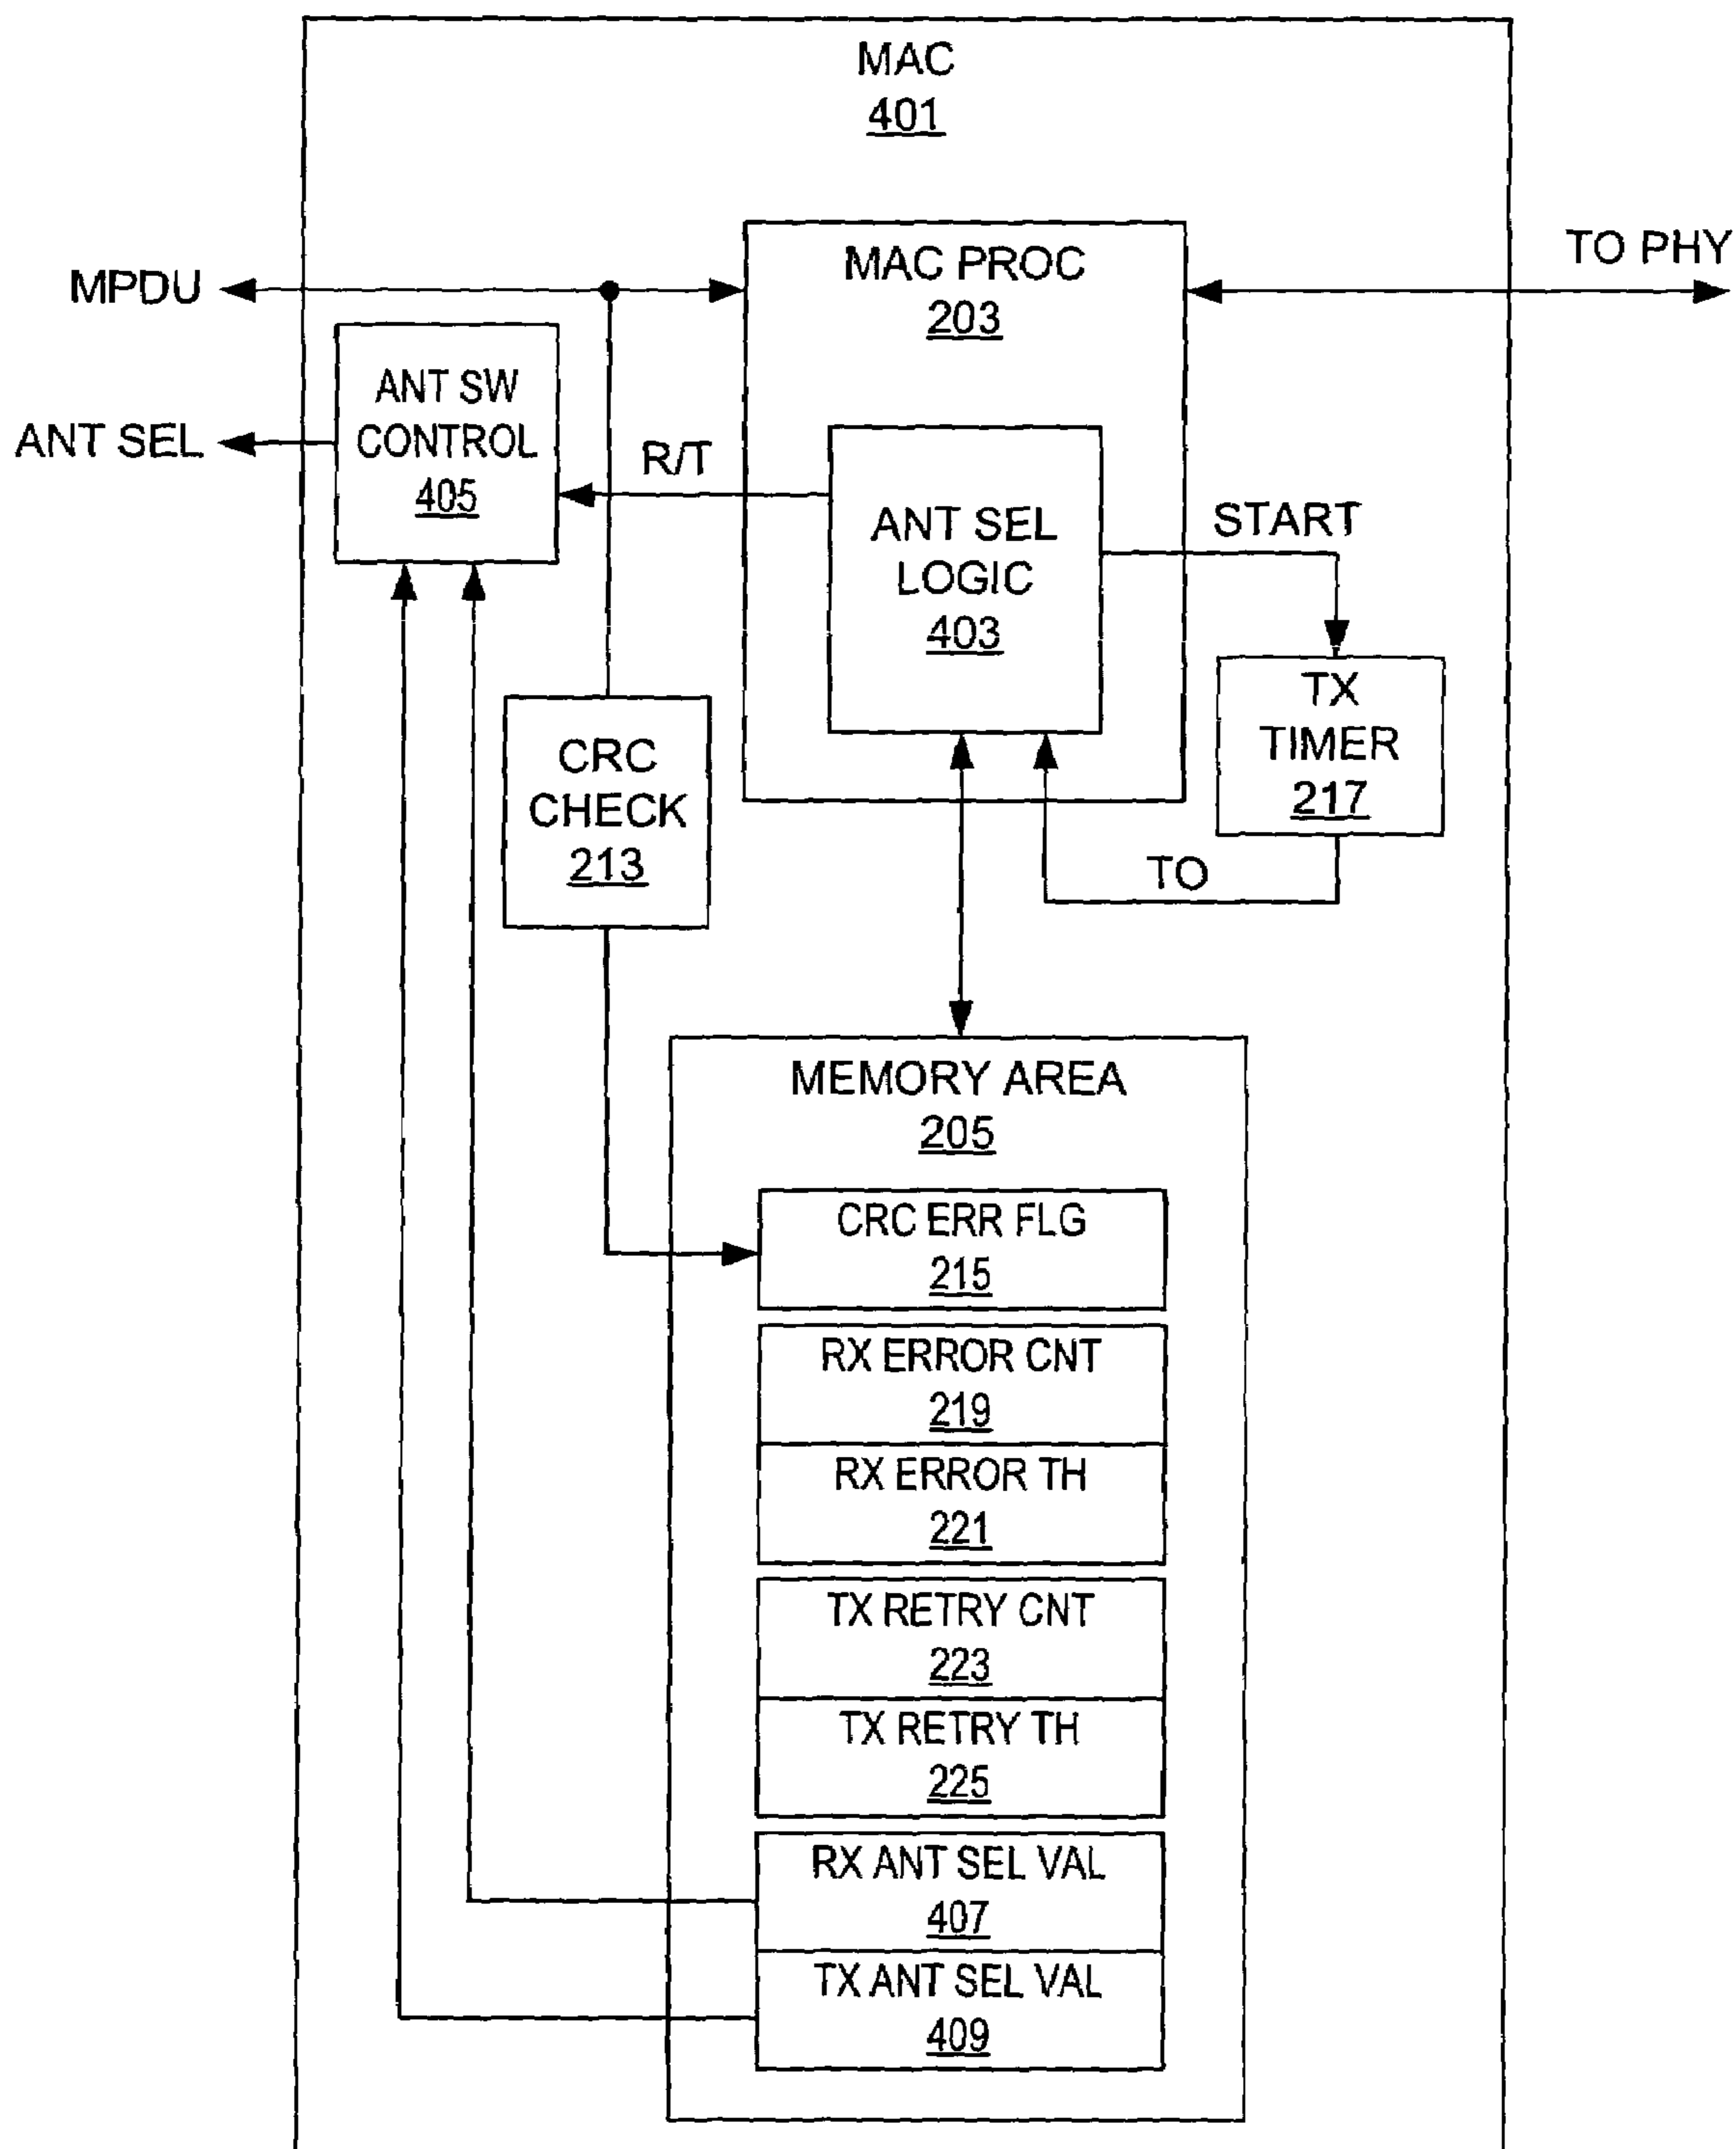 MAC
401
MAC PROC
203
TO PHY
MPDU
ANT SW
CONTROL
405
ANT SEL
R/T
ANT SEL
LOGIC
403
START
TX
TIMER
217
CRC
CHECK
213
TO
MEMORY AREA
205
CRC ERR FLG
215
RX ERROR CNT
219
RX ERROR TH
221
TX RETRY CNT
223
TX RETRY TH
225
RX ANT SEL VAL
407
TX ANT SEL VAL
409